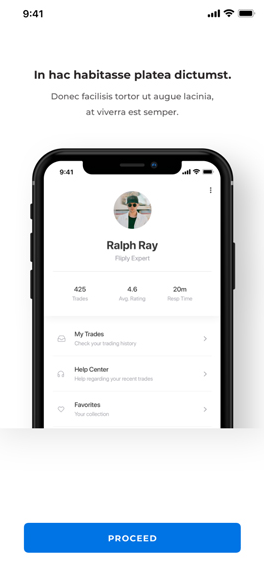 9:41
In hac habitasse platea dictumst.
Donec facilisis tortor ut augue lacinia,
at viverra est semper.
9:41
Ralph Ray
Fliply Expert
425 4.6 20m
Trades Avg. Rating Resp Time
My Trades
Check your trading history
Help Center
Help regarding your recent trades
Favorites
Your collection
PROCEED